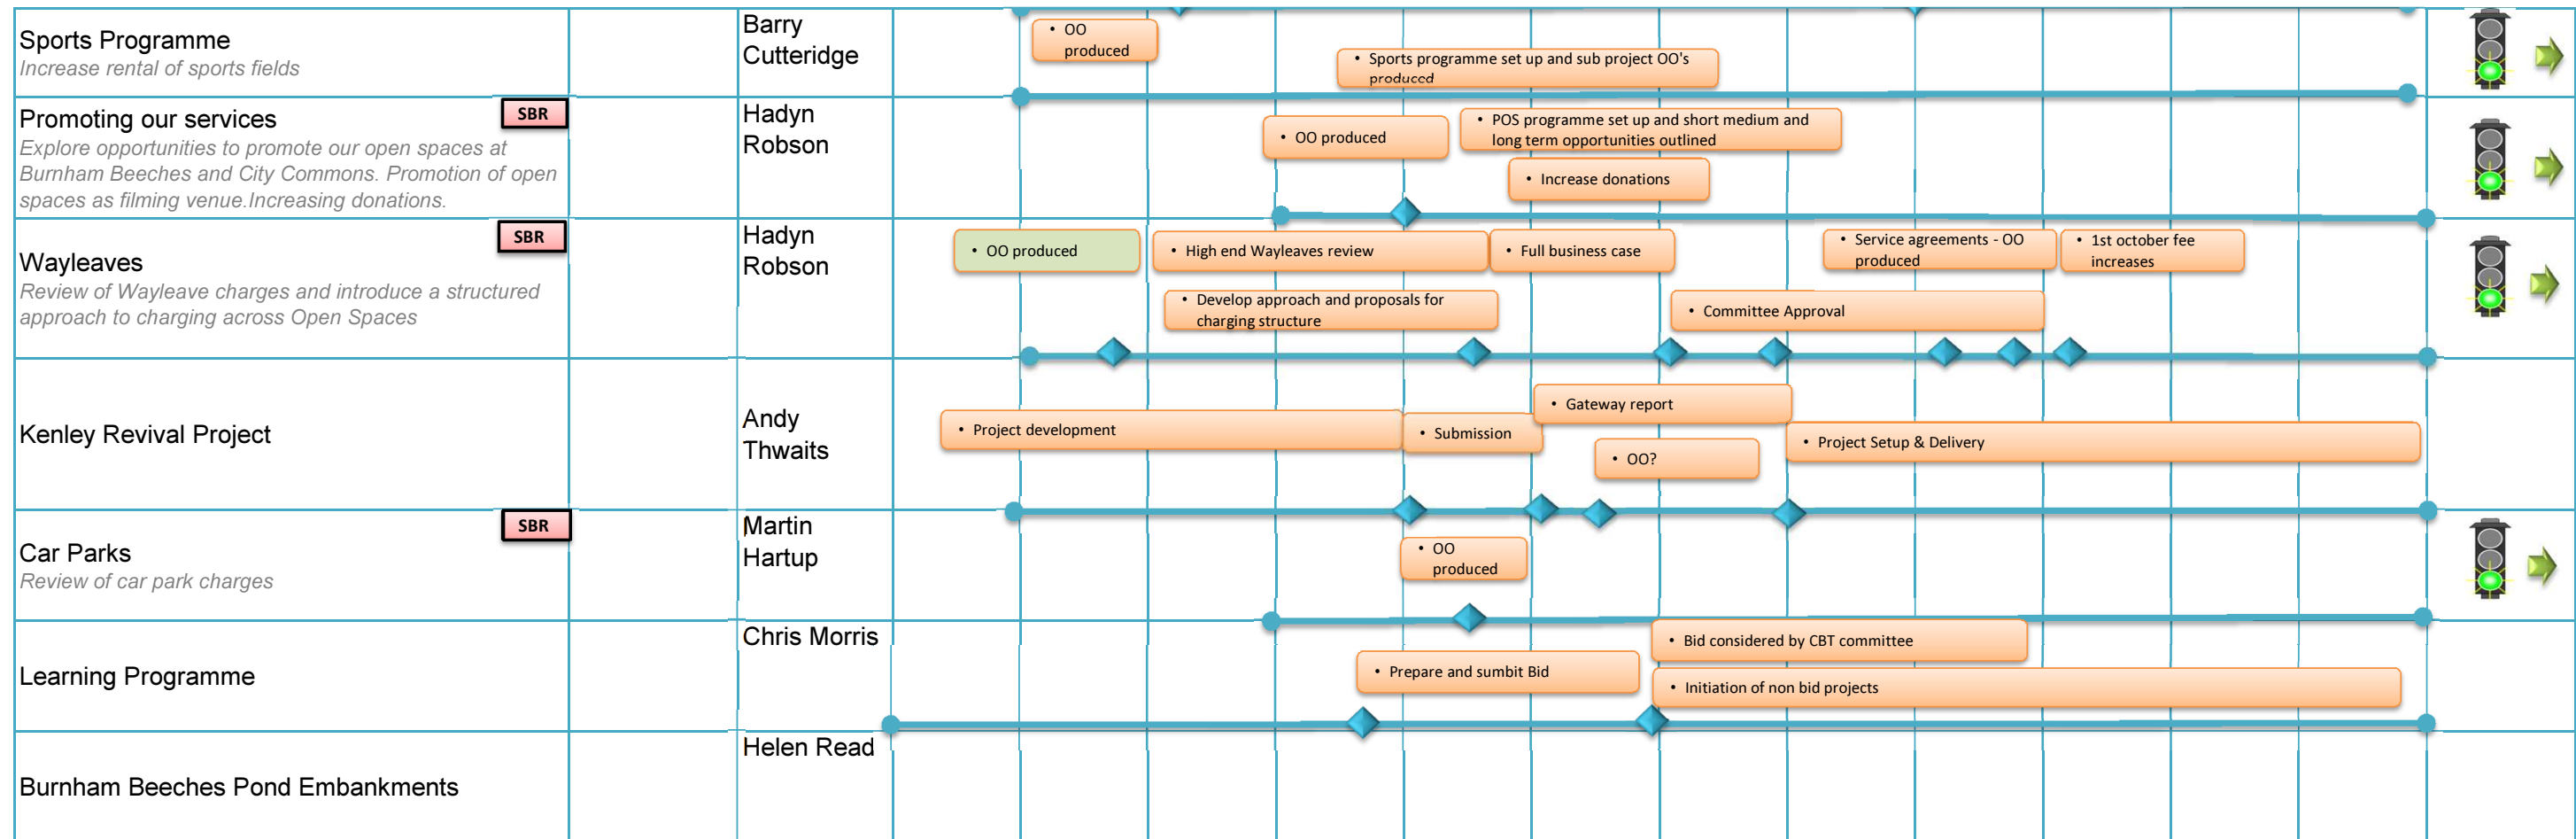 Sports Programme
Increase rental of sports fields
Barry
Cutteridge
• OO
produced
• Sports programme set up and sub project OO's
produced
Promoting our services
SBR
Explore opportunities to promote our open spaces at
Burnham Beeches and City Commons. Promotion of open
spaces as filming venue.Increasing donations.
Hadyn
Robson
• OO produced
• POS programme set up and short medium and
long term opportunities outlined
• Increase donations
SBR
Wayleaves
Review of Wayleave charges and introduce a structured
approach to charging across Open Spaces
Hadyn
Robson
• OO produced
• High end Wayleaves review
• Full business case
• Service agreements - OO
produced
• 1st october fee
increases
• Develop approach and proposals for
charging structure
• Committee Approval
Kenley Revival Project
Andy
Thwaits
• Project development
• Submission
• Gateway report
• OO?
• Project Setup & Delivery
SBR
Car Parks
Review of car park charges
Martin
Hartup
• OO
produced
Learning Programme
Chris Morris
• Prepare and sumbit Bid
• Bid considered by CBT committee
• Initiation of non bid projects
Burnham Beeches Pond Embankments
Helen Read